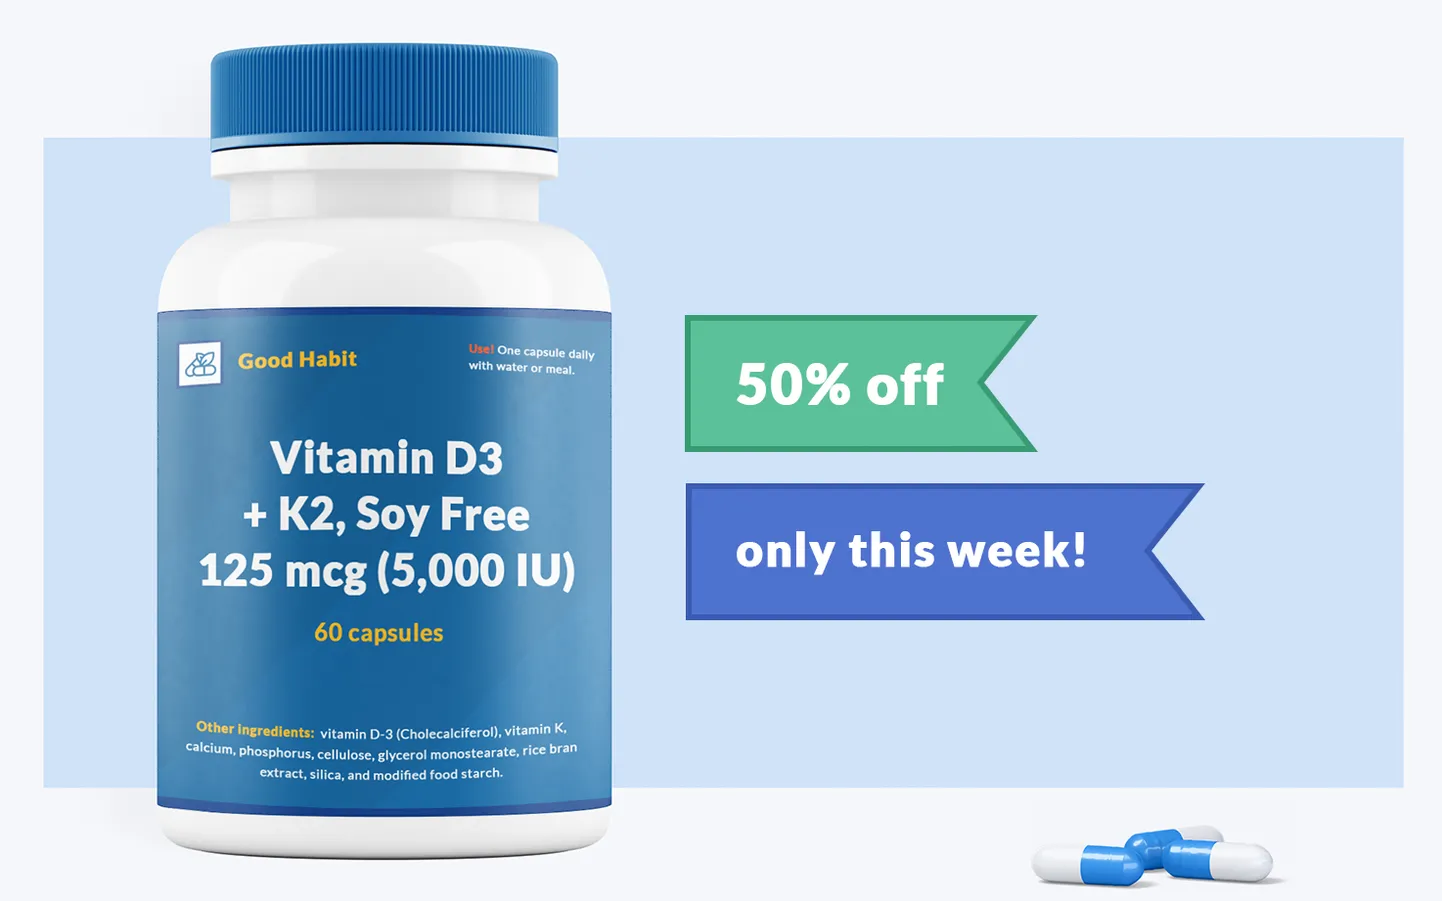 Good Habit
Use! One capsule daily
with water or meal.
Vitamin D3
+ K2, Soy Free
125 mcg (5,000 IU)
60 capsules
Other ingredients: vitamin D-3 (Cholecalciferol), vitamin K,
calcium, phosphorus, cellulose, glycerol monostearate, rice bran
extract, silica, and modified food starch.
50% off
only this week!